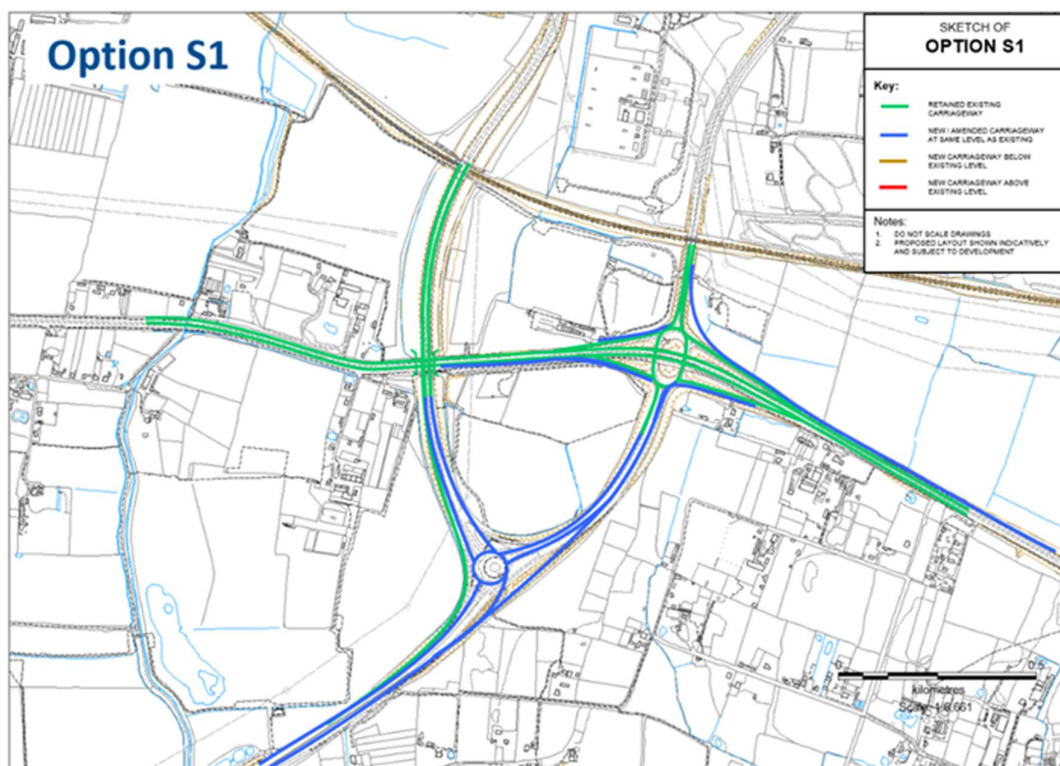 Option S1
SKETCH OF
OPTION S1
Key:
RETAINED EXISTING
CARRIAGEWAY
NEW / AMENDED CARRIAGEWAY
AT SAME LEVEL AS EXISTING
NEW CARRIAGEWAY BELOW
EXISTING LEVEL
NEW CARRIAGEWAY ABOVE
EXISTING LEVEL
Notes:
1. DO NOT SCALE DRAWINGS
2. PROPOSED LAYOUT SHOWN INDICATIVELY
AND SUBJECT TO DEVELOPMENT
kilometres